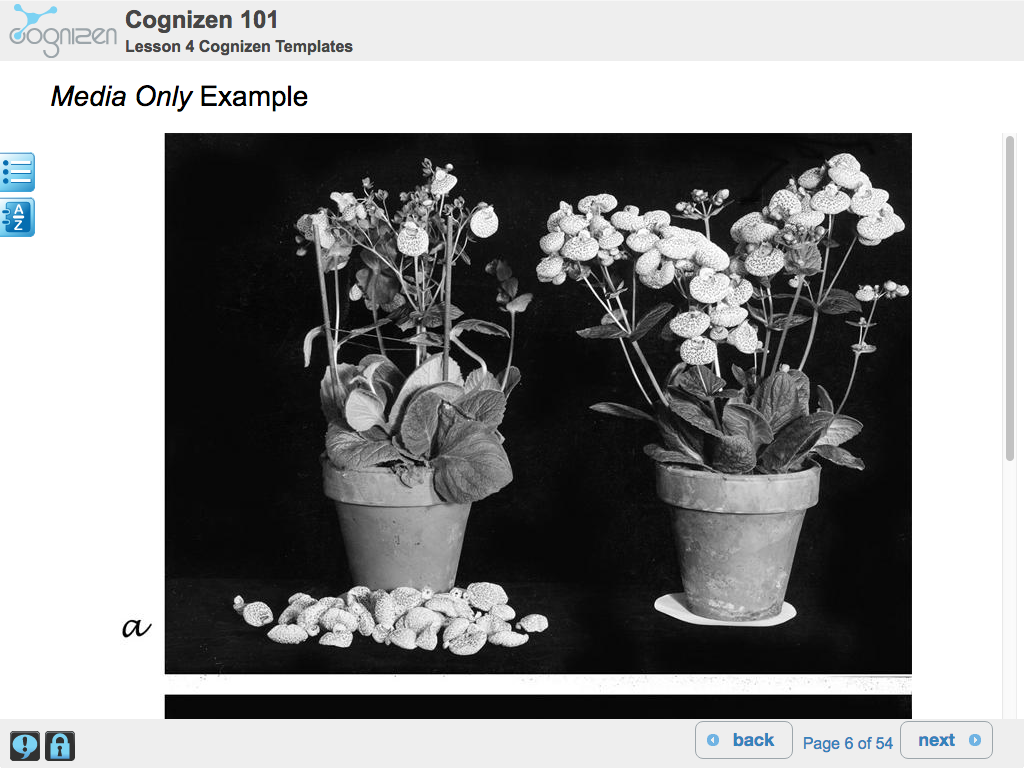 cognizen
Cognizen 101
Lesson 4 Cognizen Templates
Media Only Example
A
Z
a
back
Page 6 of 54
next